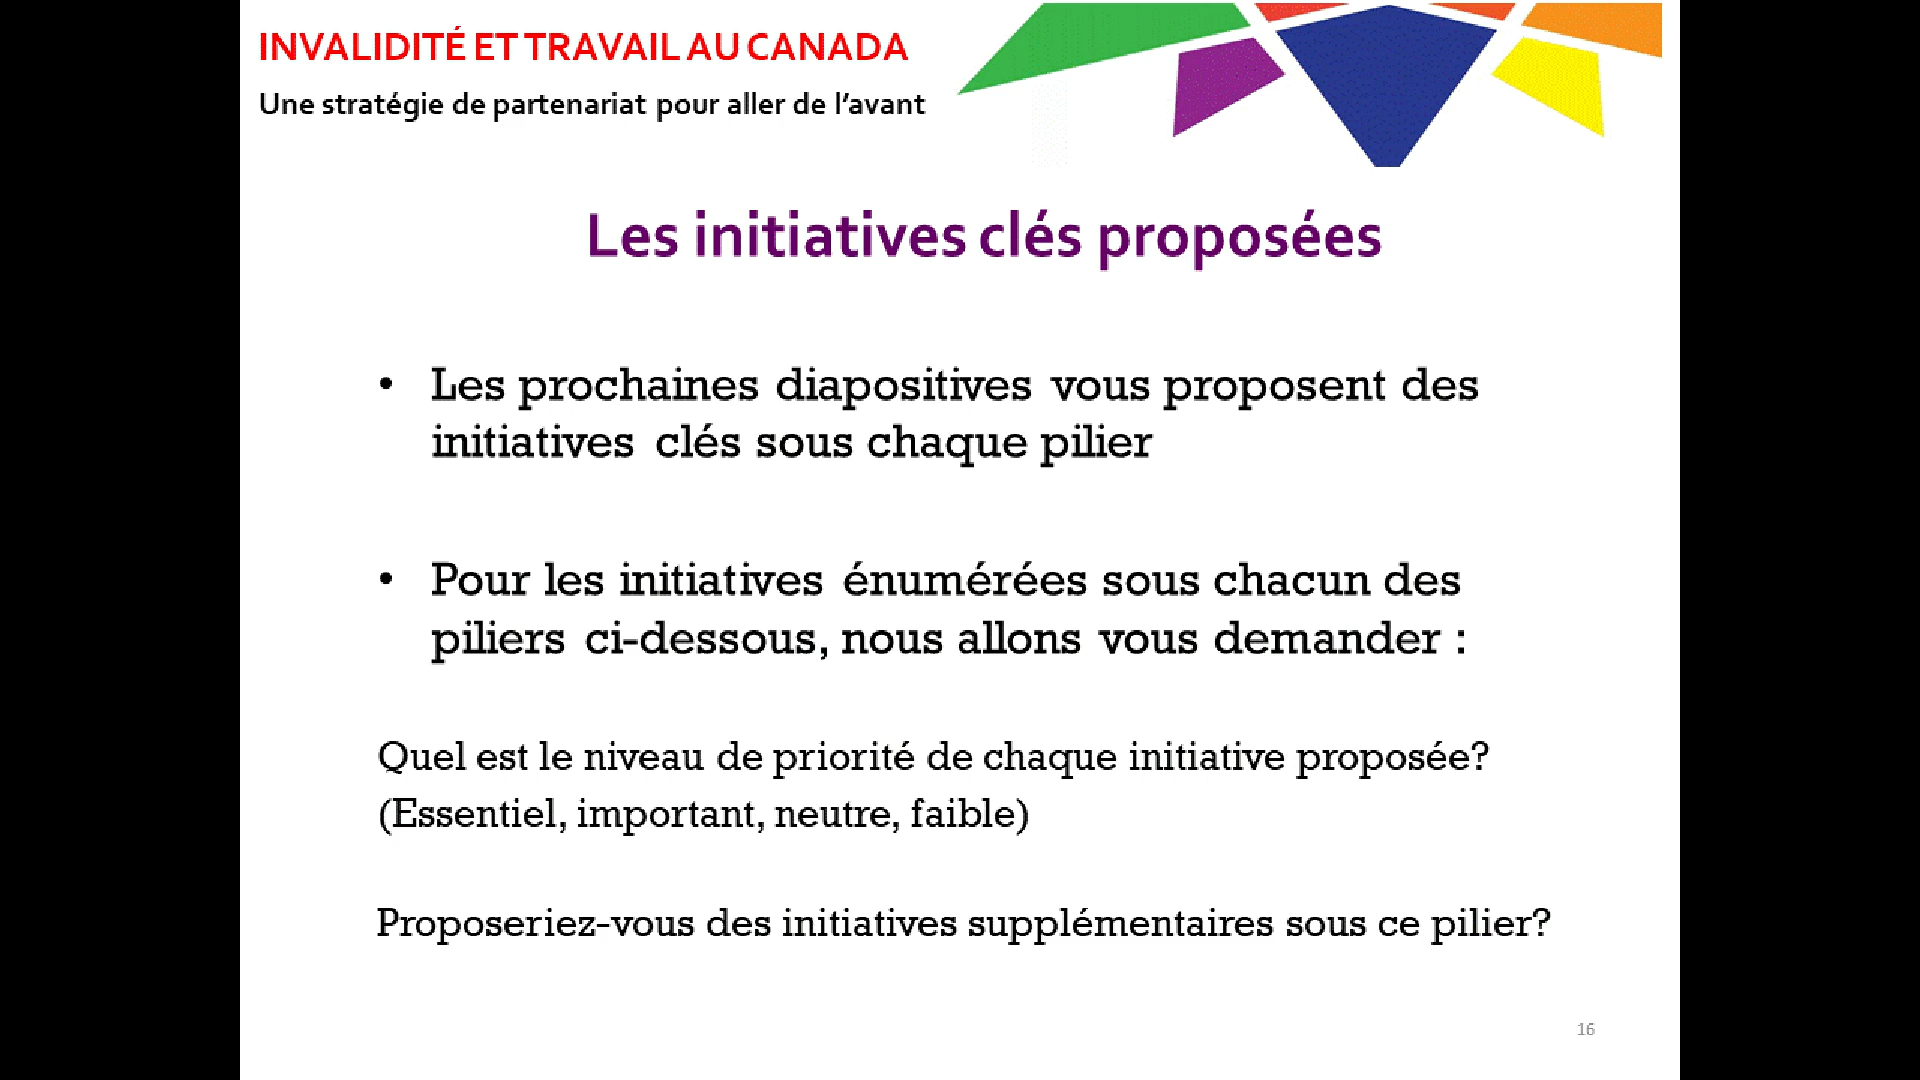 INVALIDITÉ ET TRAVAIL AU CANADA
Une stratégie de partenariat pour aller de l’avant
Les initiatives clés proposées
• Les prochaines diapositives vous proposent des
initiatives clés sous chaque pilier
• Pour les initiatives énumérées sous chacun des
piliers ci-dessous, nous allons vous demander :
Quel est le niveau de priorité de chaque initiative proposée?
(Essentiel, important, neutre, faible)
Proposeriez-vous des initiatives supplémentaires sous ce pilier?
16